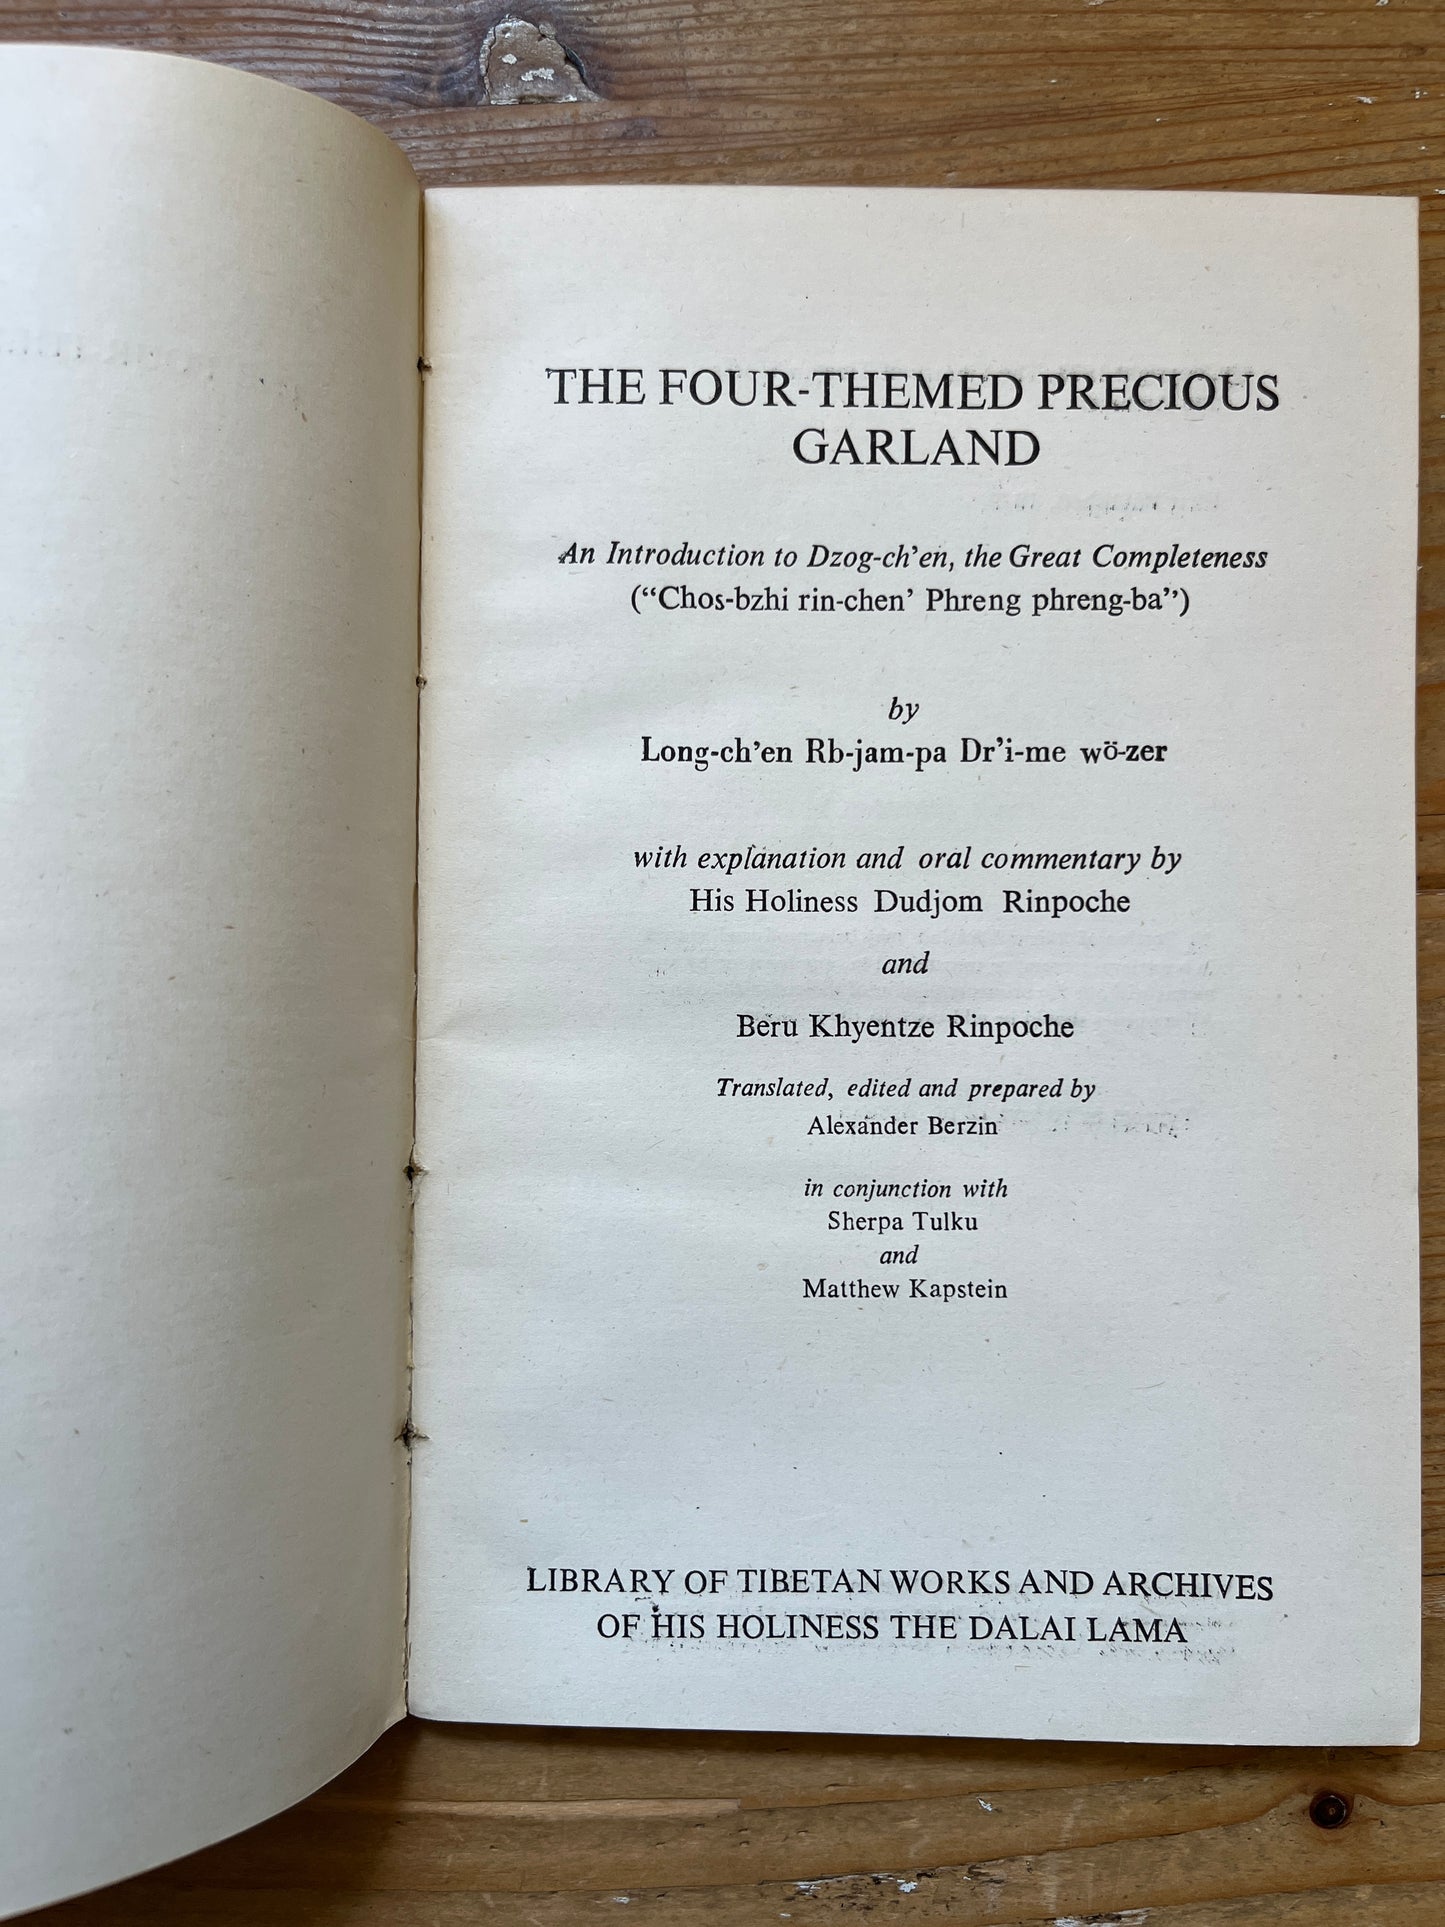 THE FOUR-THEMED PRECIOUS
GARLAND
An Introduction to Dzog-ch'en, the Great Completeness
("Chos-bzhi rin-chen' Phreng phreng-ba")
by
Long-ch'en Rb-jam-pa Dr'i-me wö-zer
with explanation and oral commentary by
His Holiness Dudjom Rinpoche
and
Beru Khyentze Rinpoche
Translated, edited and prepared by
Alexander Berzin
in conjunction with
Sherpa Tulku
and
Matthew Kapstein
LIBRARY OF TIBETAN WORKS AND ARCHIVES
OF HIS HOLINESS THE DALAI LAMA